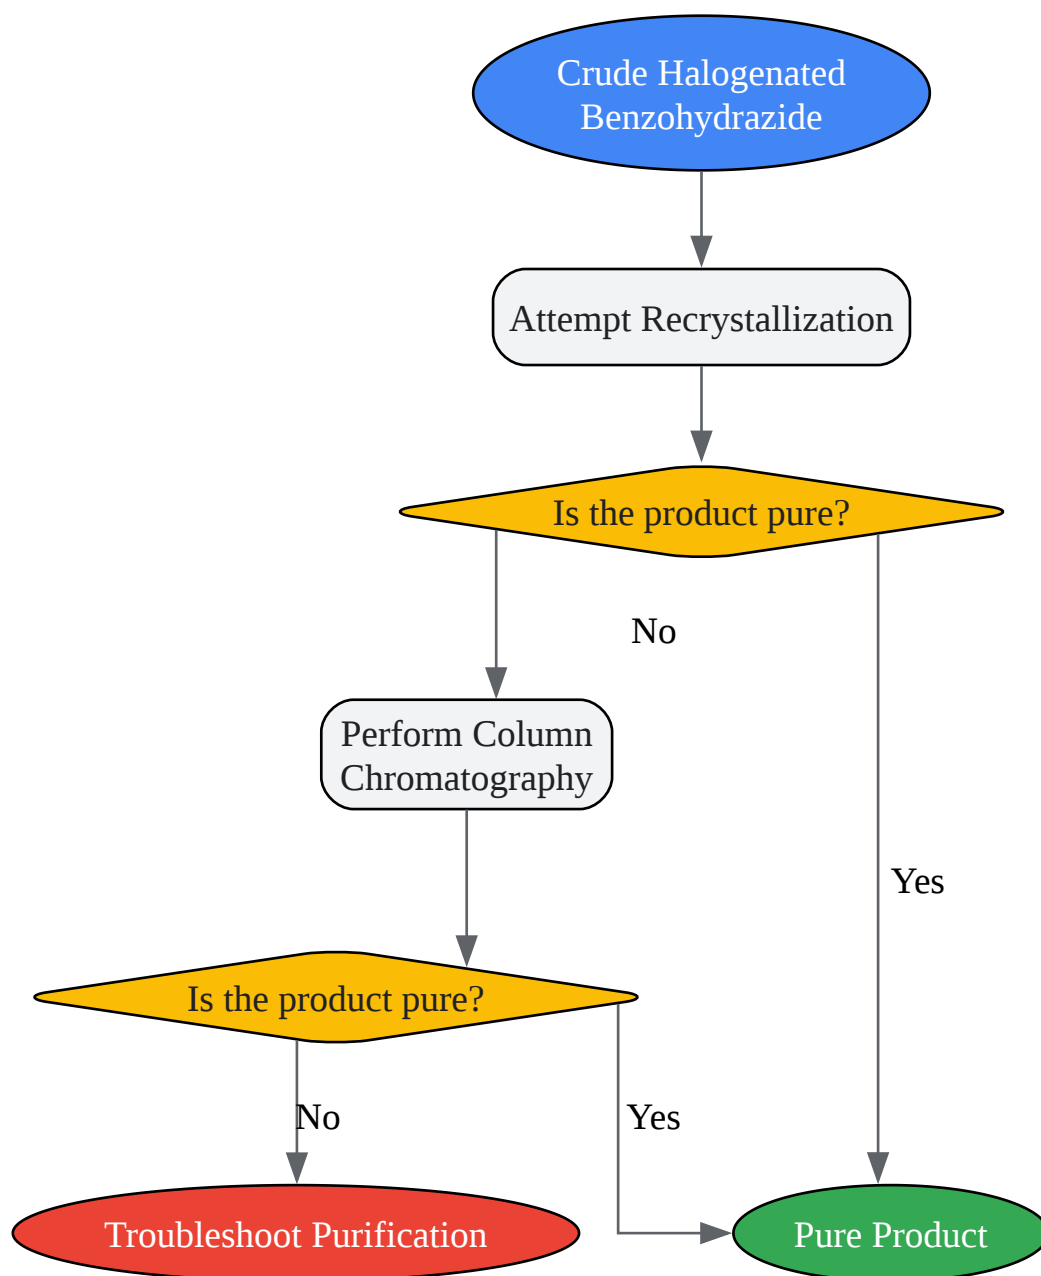 Crude Halogenated
Benzohydrazide
Attempt Recrystallization
Is the product pure?
No
Perform Column
Chromatography
Yes
Is the product pure?
No
Yes
Troubleshoot Purification
Pure Product